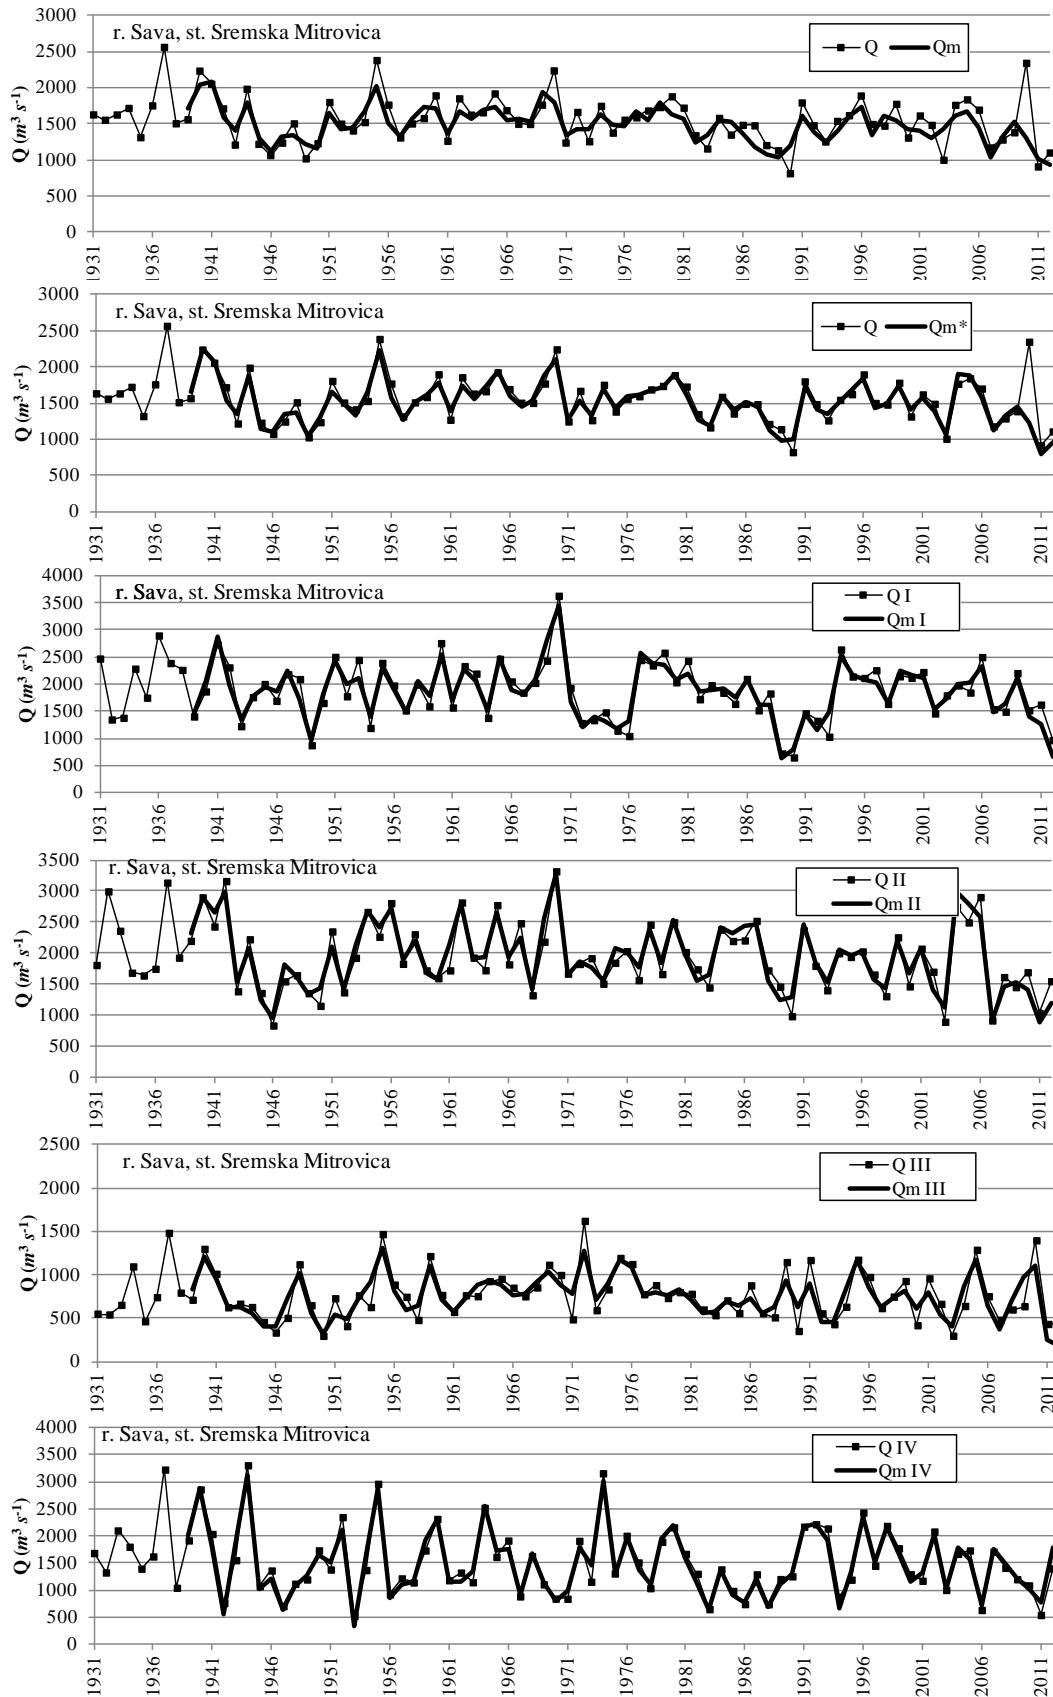 r. Sava, st. Sremska Mitrovica
Q Qm
Q (m³ s⁻¹)
3000
2500
2000
1500
1000
500
0
1931 1936 1941 1946 1951 1956 1961 1966 1971 1976 1981 1986 1991 1996 2001 2006 2011
r. Sava, st. Sremska Mitrovica
Q Qm*
Q (m³ s⁻¹)
3000
2500
2000
1500
1000
500
0
1931 1936 1941 1946 1951 1956 1961 1966 1971 1976 1981 1986 1991 1996 2001 2006 2011
r. Sava, st. Sremska Mitrovica
Q I
Qm I
Q (m³ s⁻¹)
4000
3500
3000
2500
2000
1500
1000
500
0
1931 1936 1941 1946 1951 1956 1961 1966 1971 1976 1981 1986 1991 1996 2001 2006 2011
r. Sava, st. Sremska Mitrovica
Q II
Qm II
Q (m³ s⁻¹)
3500
3000
2500
2000
1500
1000
500
0
1931 1936 1941 1946 1951 1956 1961 1966 1971 1976 1981 1986 1991 1996 2001 2006 2011
r. Sava, st. Sremska Mitrovica
Q III
Qm III
Q (m³ s⁻¹)
2500
2000
1500
1000
500
0
1931 1936 1941 1946 1951 1956 1961 1966 1971 1976 1981 1986 1991 1996 2001 2006 2011
r. Sava, st. Sremska Mitrovica
Q IV
Qm IV
Q (m³ s⁻¹)
4000
3500
3000
2500
2000
1500
1000
500
0
1931 1936 1941 1946 1951 1956 1961 1966 1971 1976 1981 1986 1991 1996 2001 2006 2011